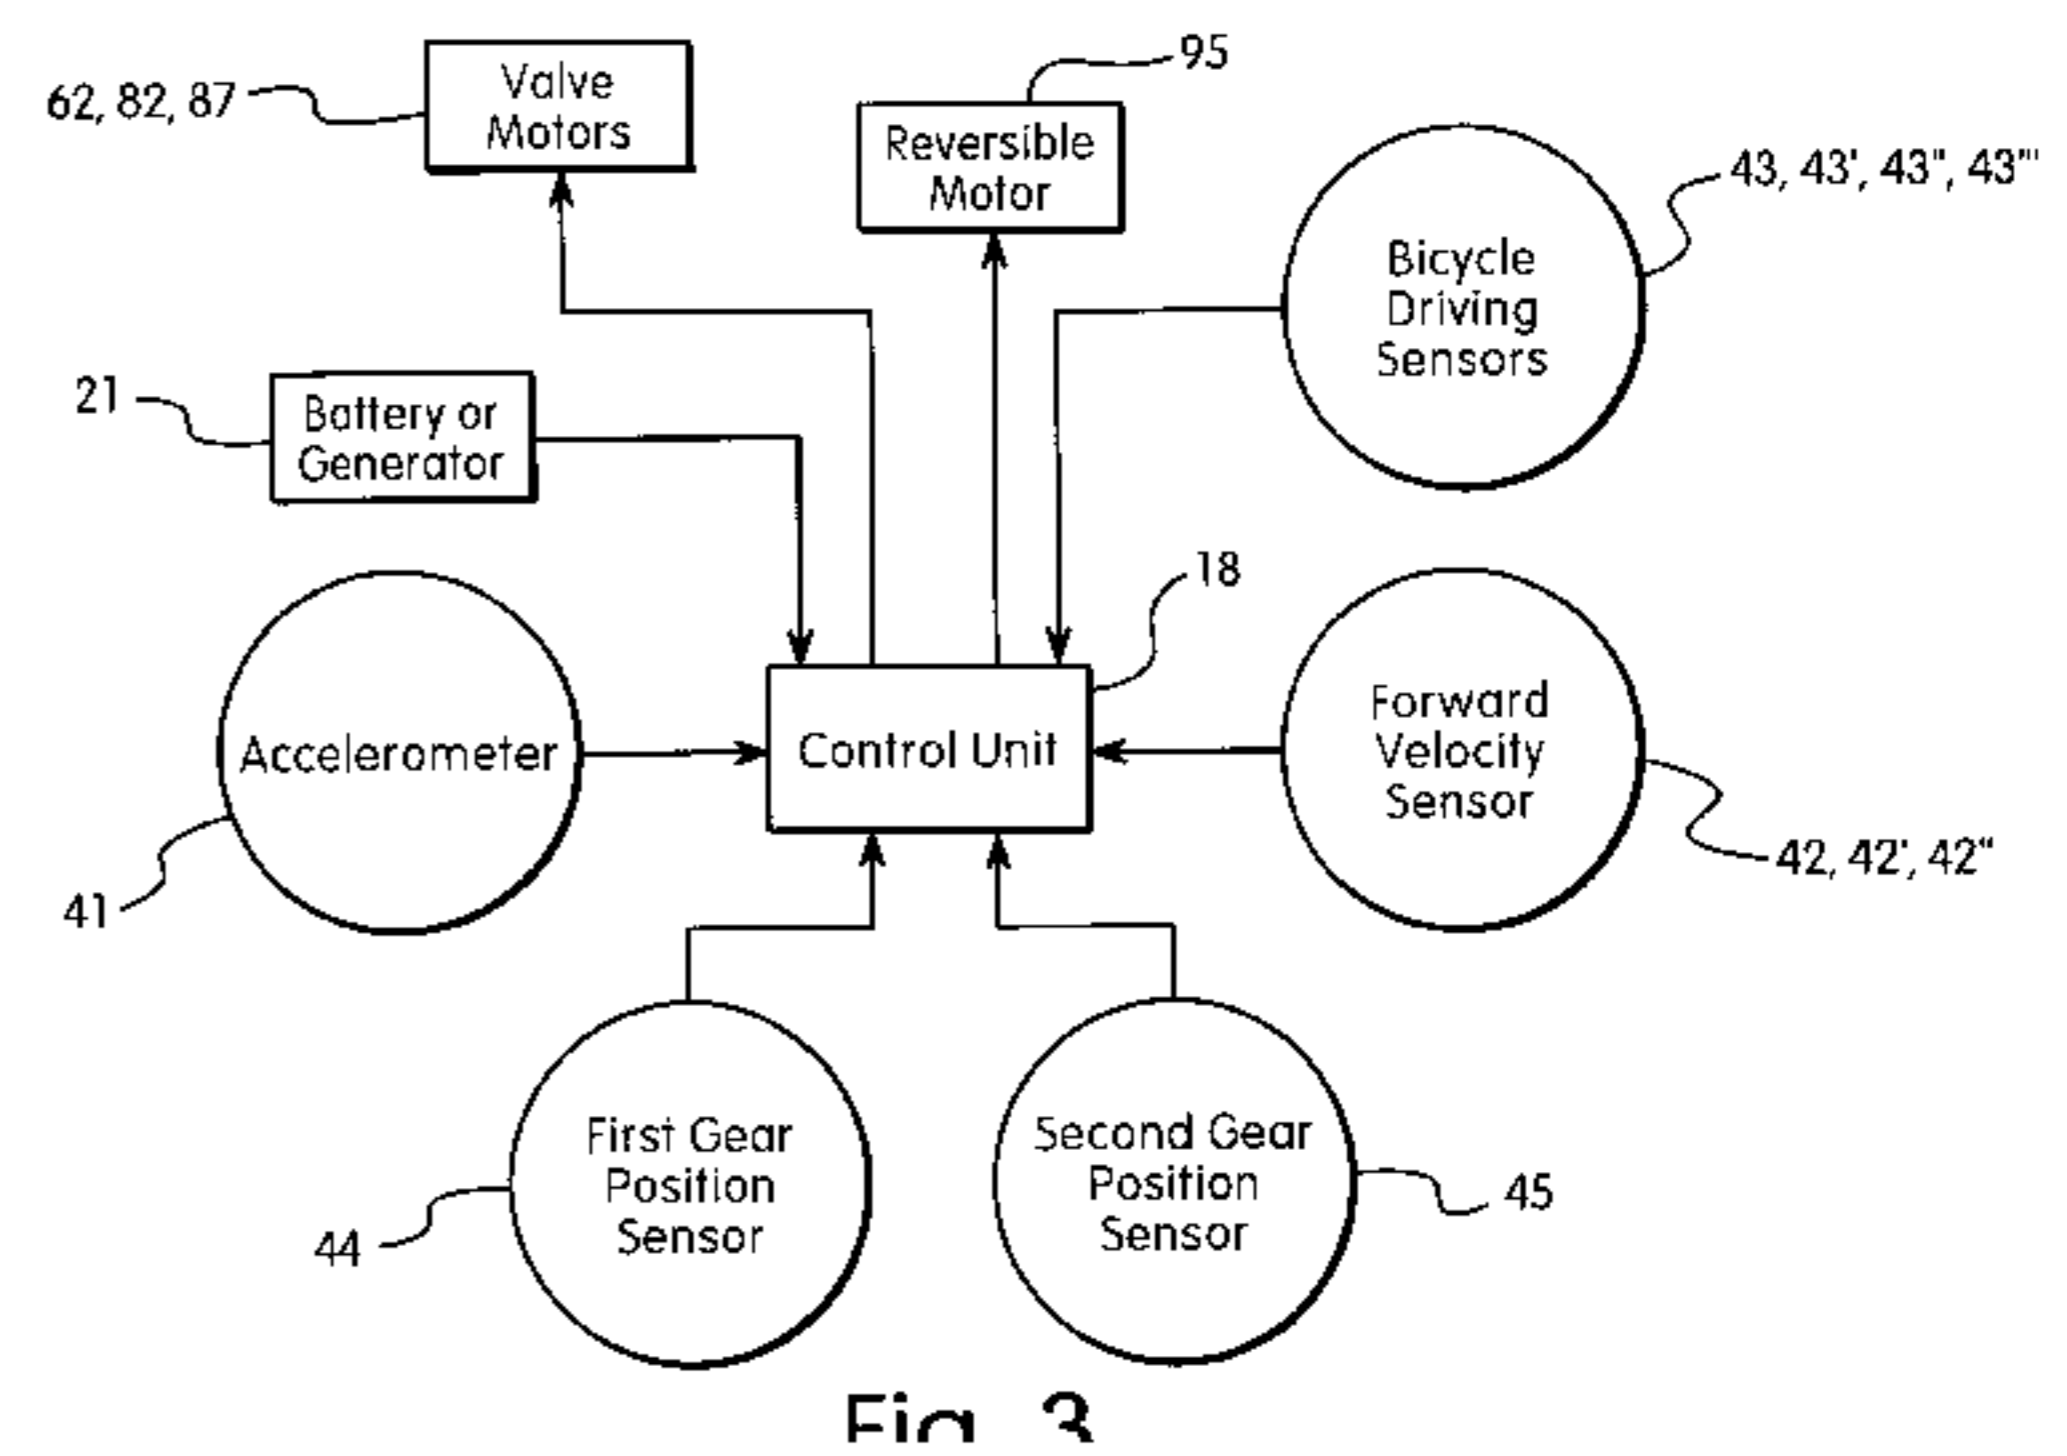 95
Valve
Motors
62, 82, 87
Reversible
Motor
43, 43', 43'', 43'''
Bicycle
Driving
Sensors
21
Battery or
Generator
18
Accelerometer
Control Unit
Forward
Velocity
Sensor
42, 42', 42''
41
First Gear
Position
Sensor
44
Second Gear
Position
Sensor
45
Fig. 3